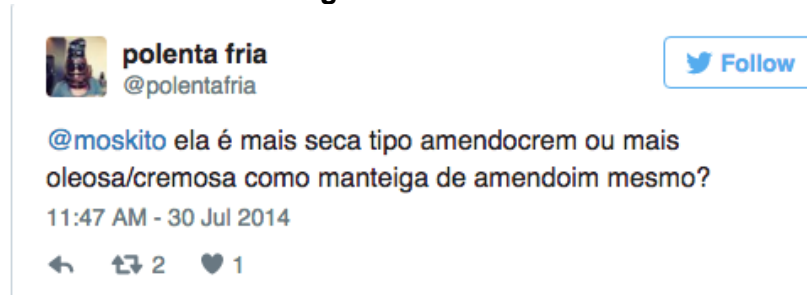 polenta fria
@polentafria
Follow
@moskito ela é mais seca tipo amendocrem ou mais
oleosa/cremosa como manteiga de amendoim mesmo?
11:47 AM - 30 Jul 2014
2 1